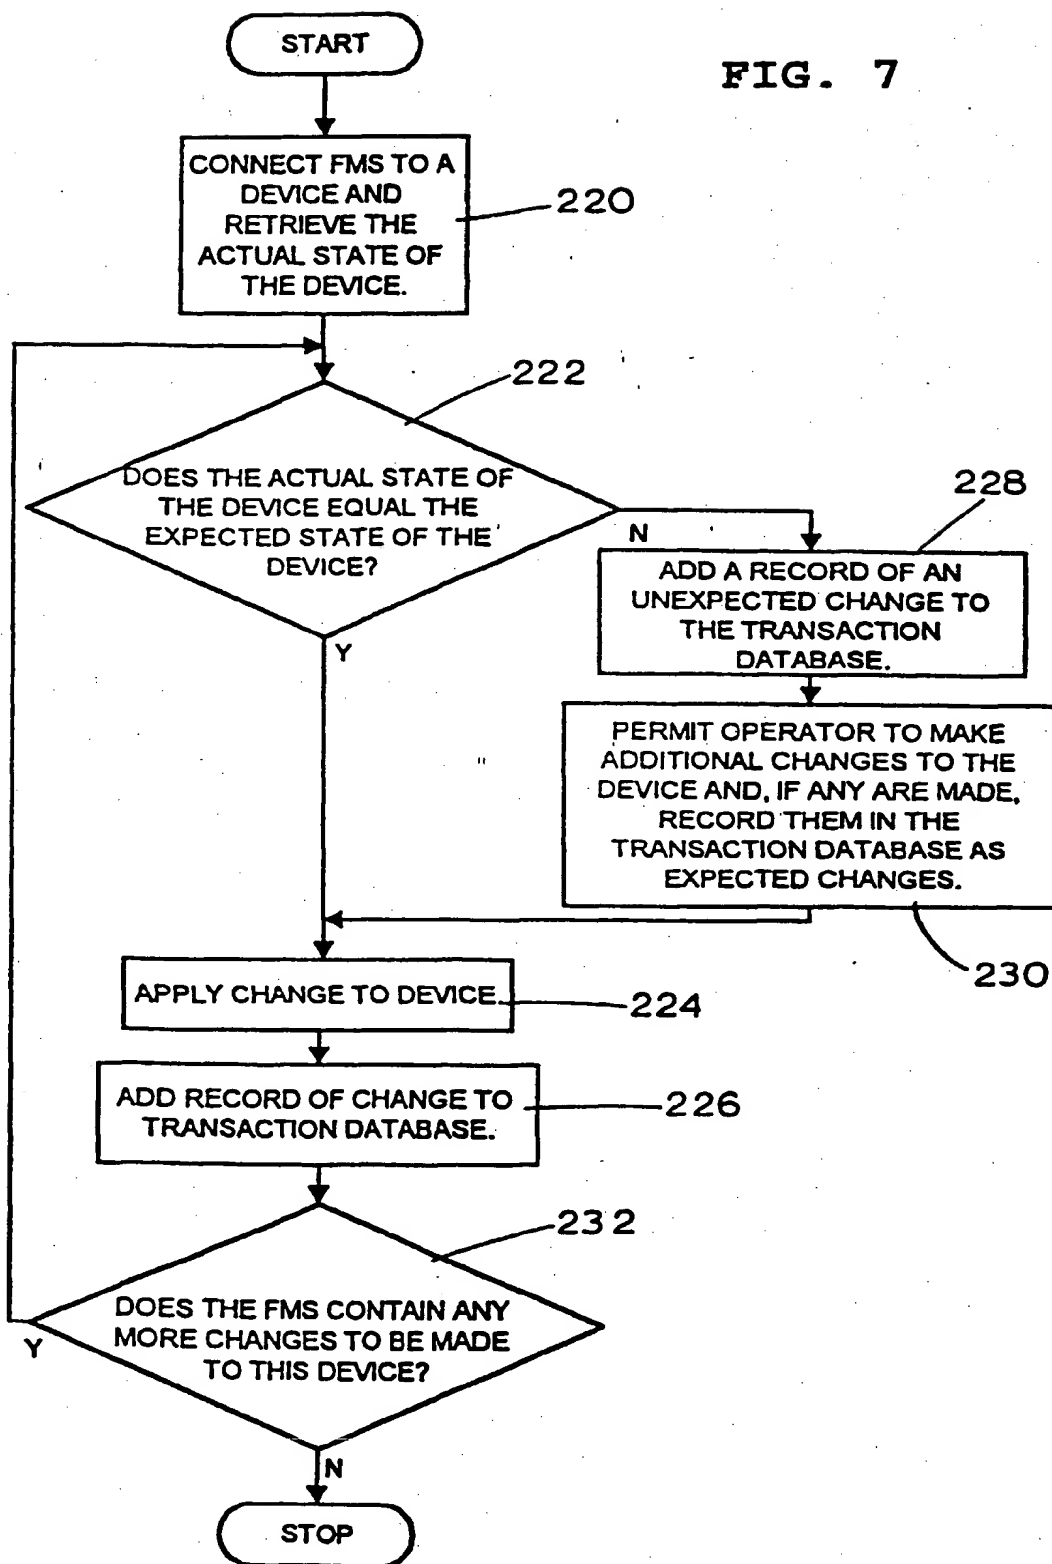 START
FIG. 7
CONNECT FMS TO A
DEVICE AND
RETRIEVE THE
ACTUAL STATE OF
THE DEVICE.
220
222
DOES THE ACTUAL STATE OF
THE DEVICE EQUAL THE
EXPECTED STATE OF THE
DEVICE?
N
Y
228
ADD A RECORD OF AN
UNEXPECTED CHANGE TO
THE TRANSACTION
DATABASE.
PERMIT OPERATOR TO MAKE
ADDITIONAL CHANGES TO THE
DEVICE AND, IF ANY ARE MADE,
RECORD THEM IN THE
TRANSACTION DATABASE AS
EXPECTED CHANGES.
230
APPLY CHANGE TO DEVICE.
224
ADD RECORD OF CHANGE TO
TRANSACTION DATABASE.
226
232
DOES THE FMS CONTAIN ANY
MORE CHANGES TO BE MADE
TO THIS DEVICE?
Y
N
STOP